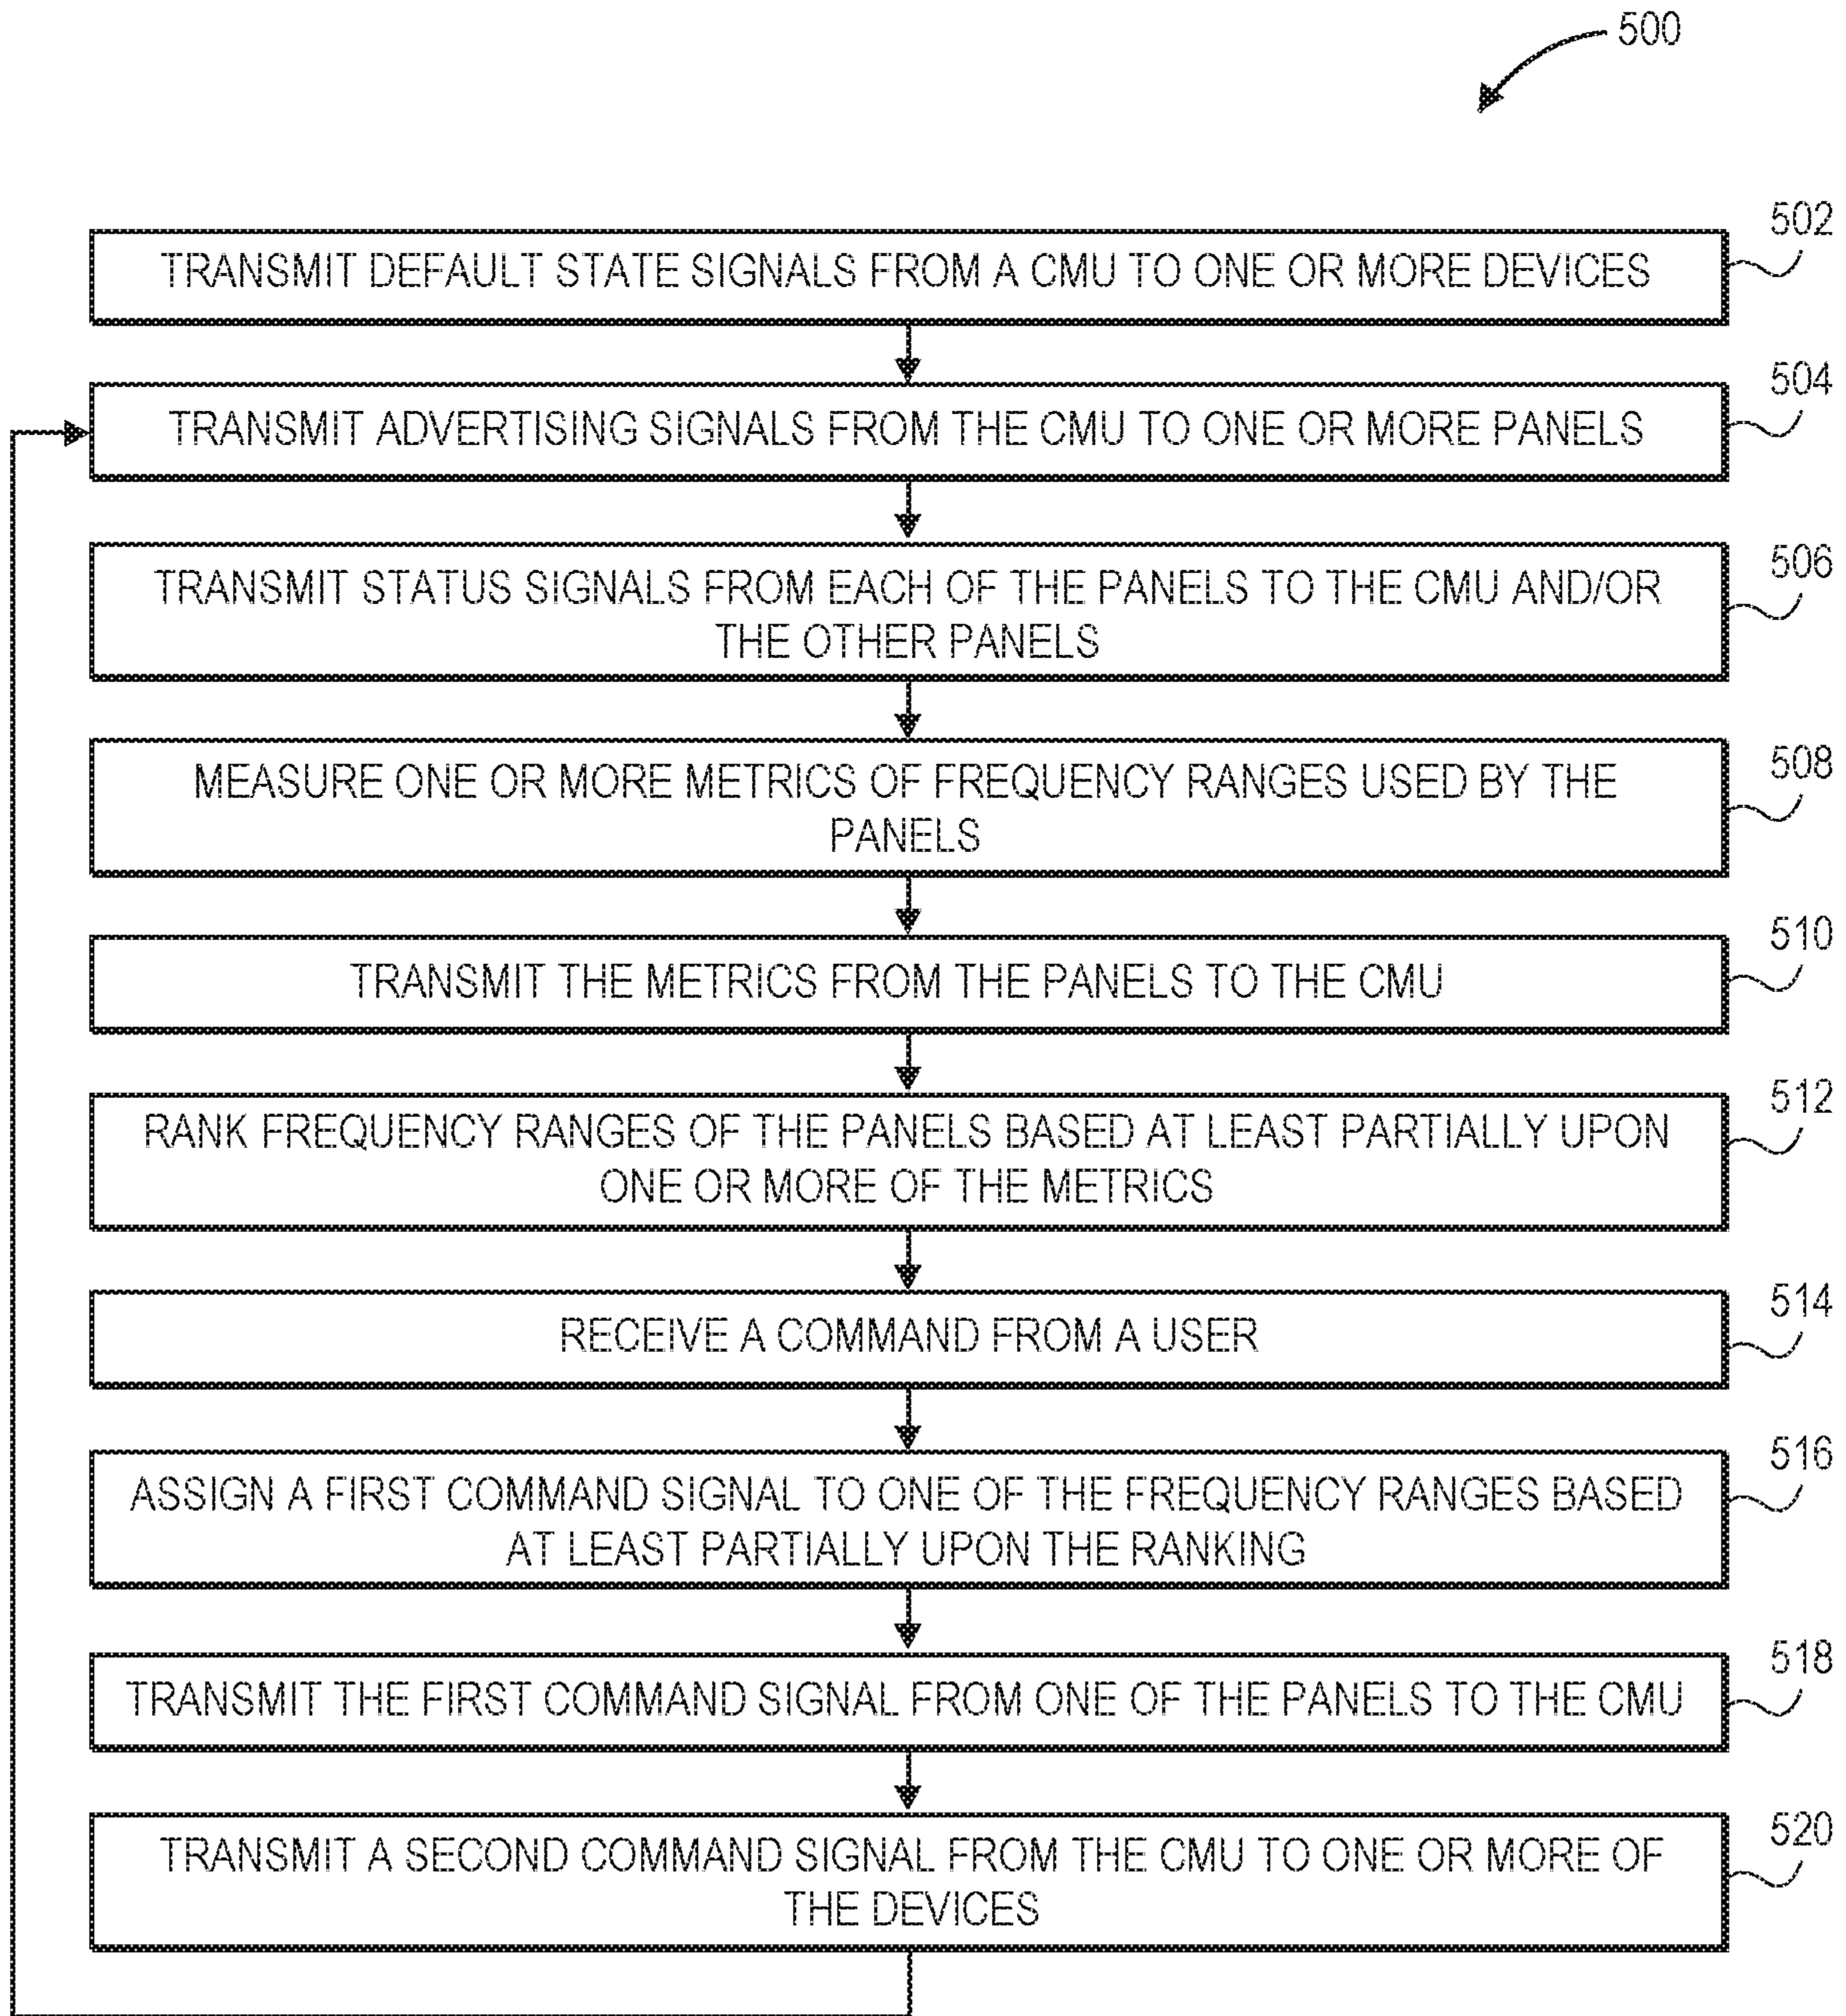 500
502
TRANSMIT DEFAULT STATE SIGNALS FROM A CMU TO ONE OR MORE DEVICES
504
TRANSMIT ADVERTISING SIGNALS FROM THE CMU TO ONE OR MORE PANELS
506
TRANSMIT STATUS SIGNALS FROM EACH OF THE PANELS TO THE CMU AND/OR
THE OTHER PANELS
508
MEASURE ONE OR MORE METRICS OF FREQUENCY RANGES USED BY THE
PANELS
510
TRANSMIT THE METRICS FROM THE PANELS TO THE CMU
512
RANK FREQUENCY RANGES OF THE PANELS BASED AT LEAST PARTIALLY UPON
ONE OR MORE OF THE METRICS
514
RECEIVE A COMMAND FROM A USER
516
ASSIGN A FIRST COMMAND SIGNAL TO ONE OF THE FREQUENCY RANGES BASED
AT LEAST PARTIALLY UPON THE RANKING
518
TRANSMIT THE FIRST COMMAND SIGNAL FROM ONE OF THE PANELS TO THE CMU
520
TRANSMIT A SECOND COMMAND SIGNAL FROM THE CMU TO ONE OR MORE OF
THE DEVICES